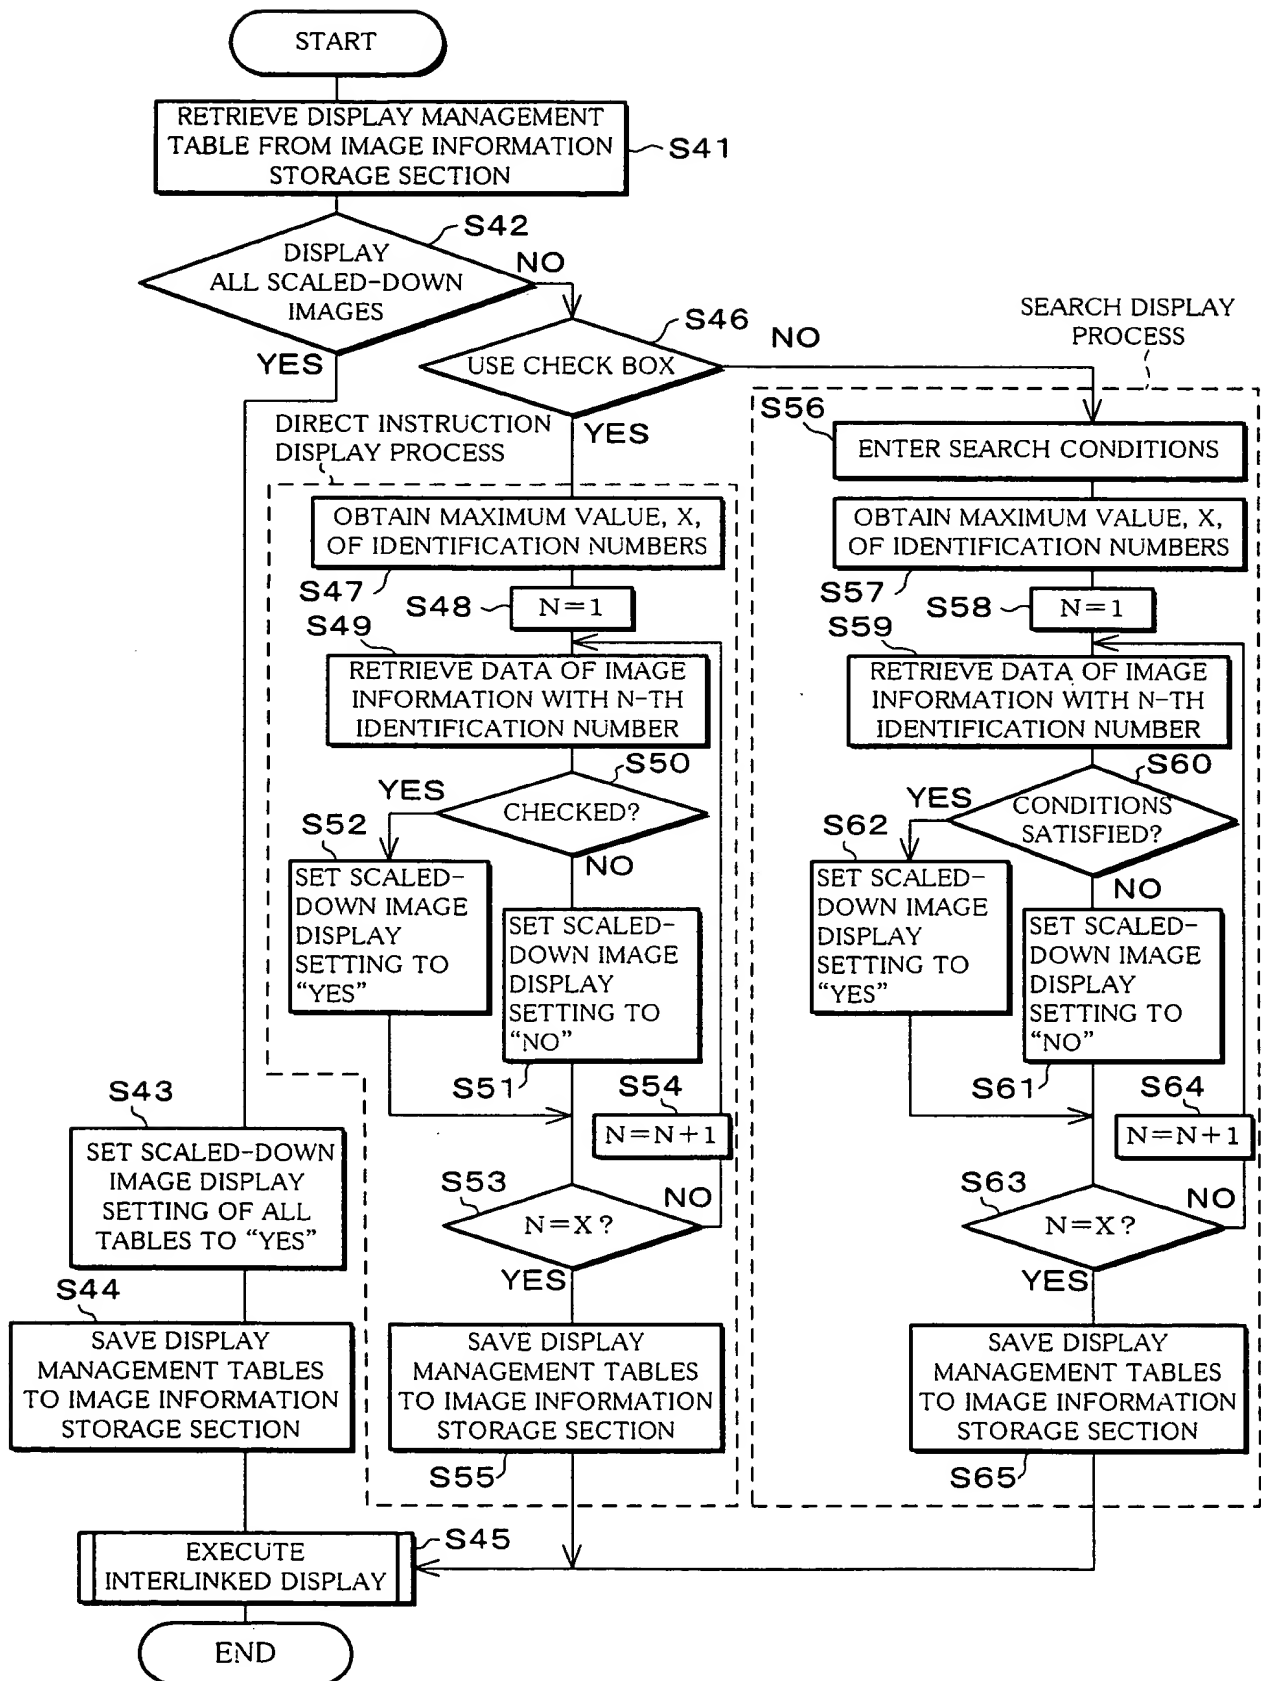 START
RETRIEVE DISPLAY MANAGEMENT
TABLE FROM IMAGE INFORMATION
STORAGE SECTION
S41
S42
DISPLAY
ALL SCALED-DOWN
IMAGES
NO
YES
S46
USE CHECK BOX
NO
YES
SEARCH DISPLAY
PROCESS
DIRECT INSTRUCTION
DISPLAY PROCESS
S56
ENTER SEARCH CONDITIONS
OBTAIN MAXIMUM VALUE, X,
OF IDENTIFICATION NUMBERS
S47
OBTAIN MAXIMUM VALUE, X,
OF IDENTIFICATION NUMBERS
S57
S48
N=1
S58
N=1
S49
RETRIEVE DATA OF IMAGE
INFORMATION WITH N-TH
IDENTIFICATION NUMBER
S59
RETRIEVE DATA OF IMAGE
INFORMATION WITH N-TH
IDENTIFICATION NUMBER
S50
CHECKED?
YES
NO
S60
CONDITIONS
SATISFIED?
YES
NO
S52
SET SCALED-
DOWN IMAGE
DISPLAY
SETTING TO
“YES”
SET SCALED-
DOWN IMAGE
DISPLAY
SETTING TO
“NO”
S51
S62
SET SCALED-
DOWN IMAGE
DISPLAY
SETTING TO
“YES”
SET SCALED-
DOWN IMAGE
DISPLAY
SETTING TO
“NO”
S61
S54
N=N+1
S64
N=N+1
S43
SET SCALED-DOWN
IMAGE DISPLAY
SETTING OF ALL
TABLES TO “YES”
S53
N=X?
NO
YES
S63
N=X?
NO
YES
S44
SAVE DISPLAY
MANAGEMENT TABLES
TO IMAGE INFORMATION
STORAGE SECTION
SAVE DISPLAY
MANAGEMENT TABLES
TO IMAGE INFORMATION
STORAGE SECTION
S55
SAVE DISPLAY
MANAGEMENT TABLES
TO IMAGE INFORMATION
STORAGE SECTION
S65
EXECUTE
INTERLINKED DISPLAY
S45
END